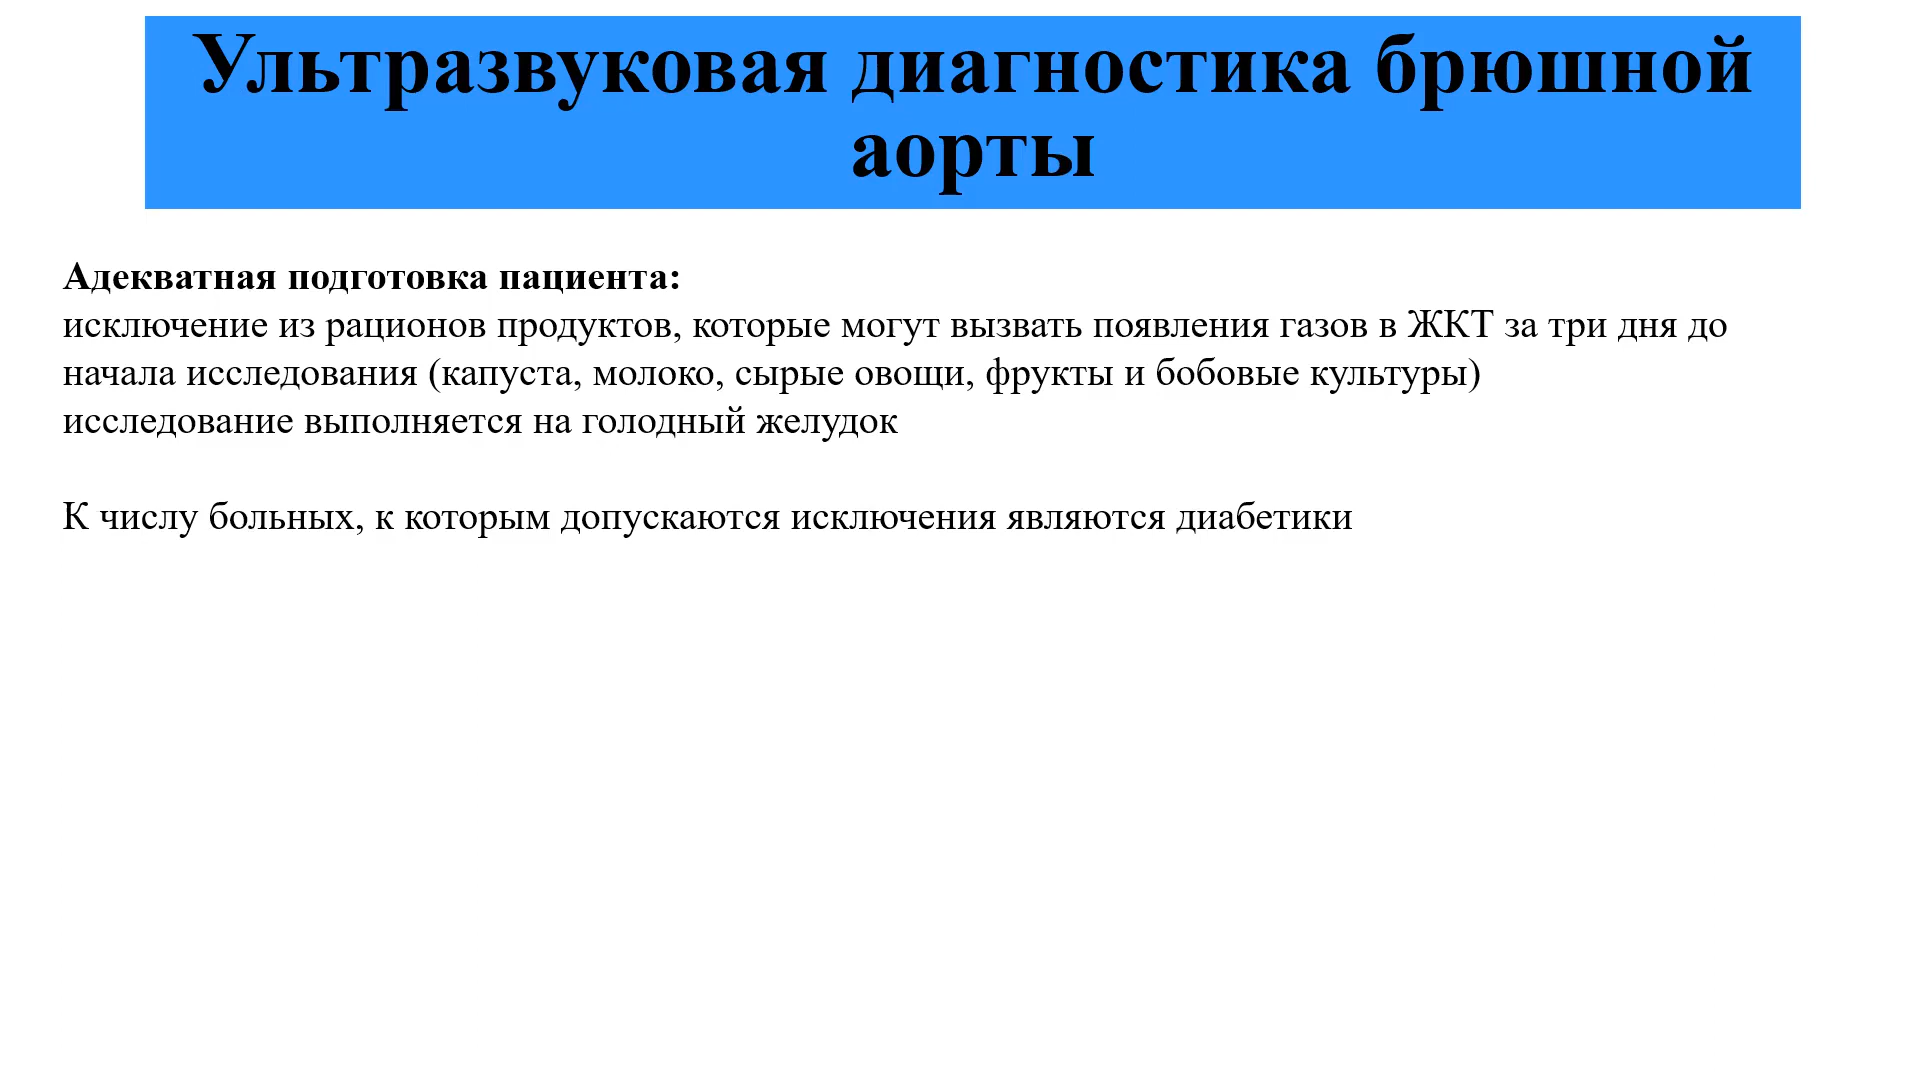 Ультразвуковая диагностика брюшной
аорты
Адекватная подготовка пациента:
исключение из рационов продуктов, которые могут вызвать появления газов в ЖКТ за три дня до
начала исследования (капуста, молоко, сырые овощи, фрукты и бобовые культуры)
исследование выполняется на голодный желудок
К числу больных, к которым допускаются исключения являются диабетики